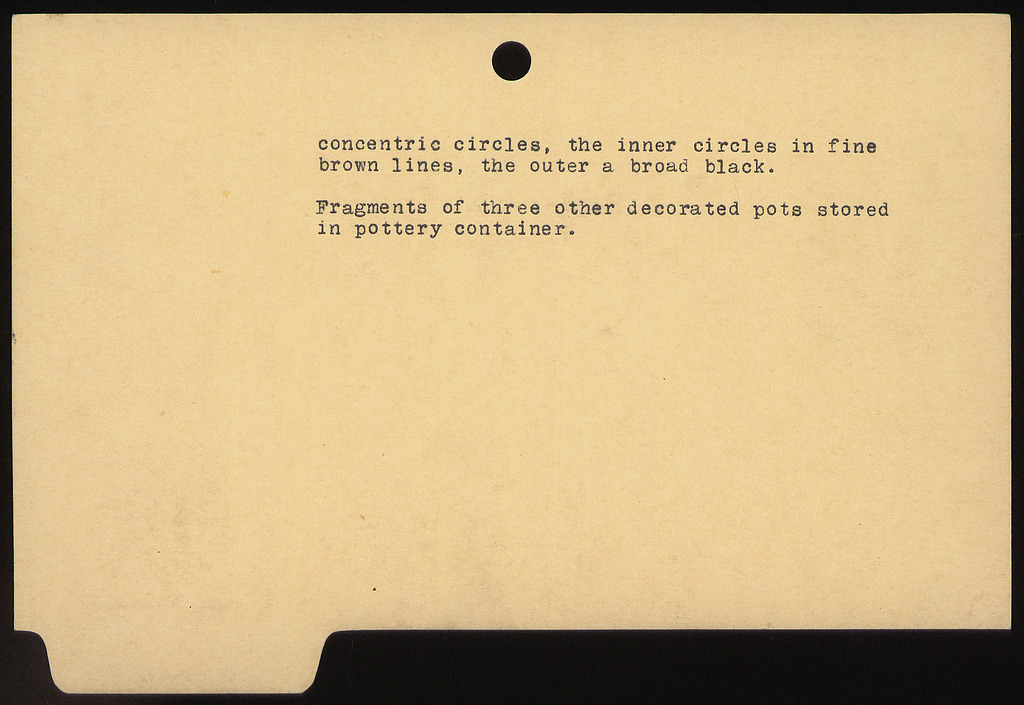 concentric circles, the inner circles in fine
brown lines, the outer a broad black.
Fragments of three other decorated pots stored
in pottery container.